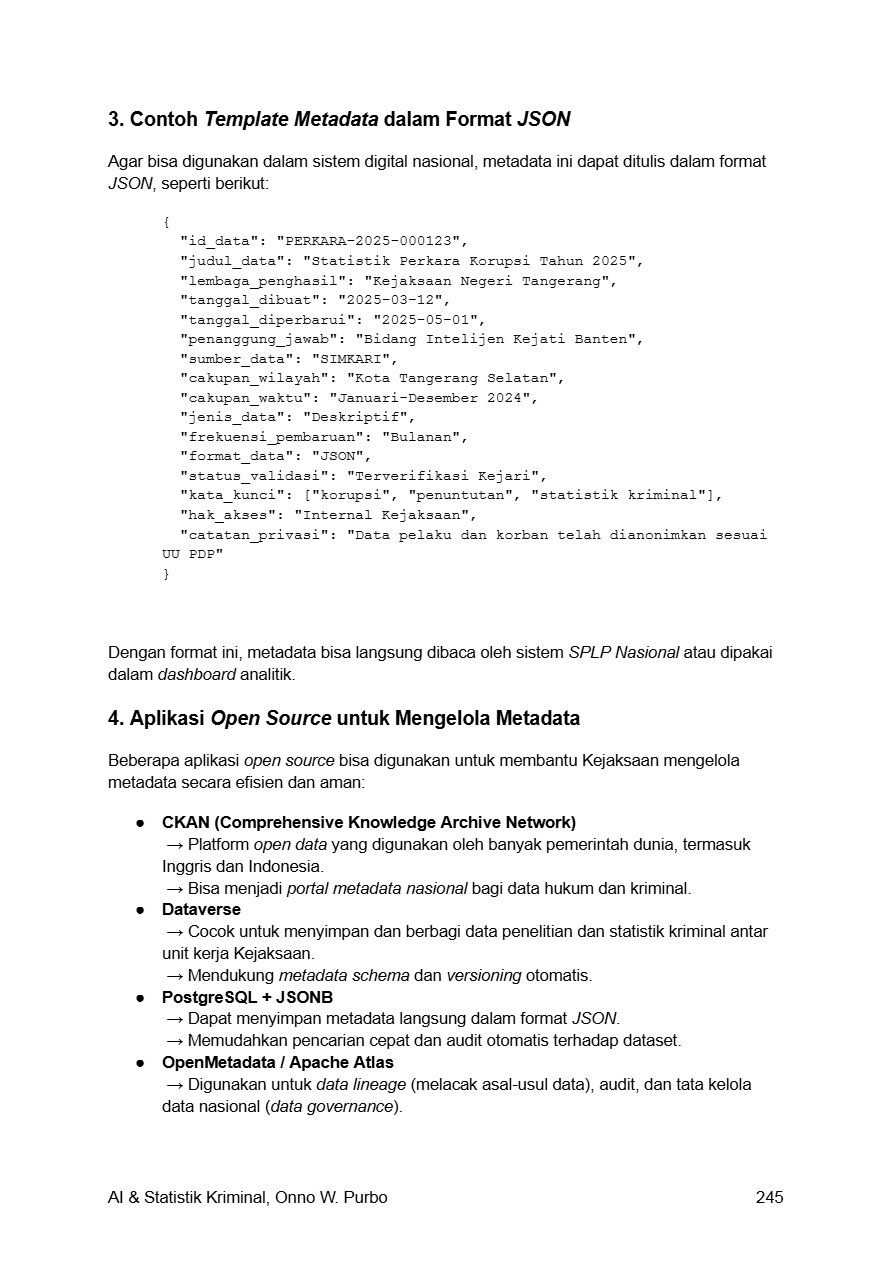 3. Contoh Template Metadata dalam Format JSON
Agar bisa digunakan dalam sistem digital nasional, metadata ini dapat ditulis dalam format
JSON, seperti berikut:
{
"id_data": "PERKARA-2025-000123",
"judul_data": "Statistik Perkara Korupsi Tahun 2025",
"lembaga_penghasil": "Kejaksaan Negeri Tangerang",
"tanggal_dibuat": "2025-03-12",
"tanggal_diperbarui": "2025-05-01",
"penanggung_jawab": "Bidang Intelijen Kejati Banten",
"sumber_data": "SIMKARI",
"cakupan_wilayah": "Kota Tangerang Selatan",
"cakupan_waktu": "Januari-Desember 2024",
"jenis_data": "Deskriptif",
"frekuensi_pembaruan": "Bulanan",
"format_data": "JSON",
"status_validasi": "Terverifikasi Kejari",
"kata_kunci": ["korupsi", "penuntutan", "statistik kriminal"],
"hak_akses": "Internal Kejaksaan",
"catatan_privasi": "Data pelaku dan korban telah dianonimkan sesuai
UU PDP"
}
Dengan format ini, metadata bisa langsung dibaca oleh sistem SPLP Nasional atau dipakai
dalam dashboard analitik.
4. Aplikasi Open Source untuk Mengelola Metadata
Beberapa aplikasi open source bisa digunakan untuk membantu Kejaksaan mengelola
metadata secara efisien dan aman:
● CKAN (Comprehensive Knowledge Archive Network)
→ Platform open data yang digunakan oleh banyak pemerintah dunia, termasuk
Inggris dan Indonesia.
→ Bisa menjadi portal metadata nasional bagi data hukum dan kriminal.
● Dataverse
→ Cocok untuk menyimpan dan berbagi data penelitian dan statistik kriminal antar
unit kerja Kejaksaan.
→ Mendukung metadata schema dan versioning otomatis.
● PostgreSQL + JSONB
→ Dapat menyimpan metadata langsung dalam format JSON.
→ Memudahkan pencarian cepat dan audit otomatis terhadap dataset.
● OpenMetadata / Apache Atlas
→ Digunakan untuk data lineage (melacak asal-usul data), audit, dan tata kelola
data nasional (data governance).
AI & Statistik Kriminal, Onno W. Purbo 245